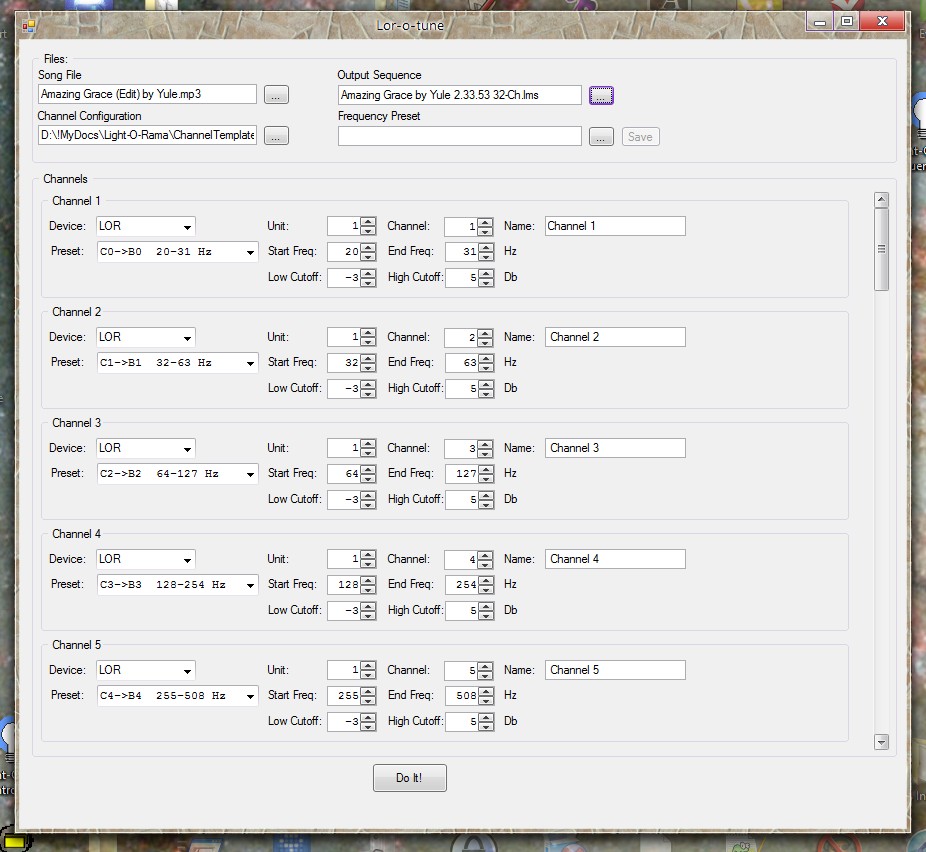 Lor-o-tune
Files:
Song File Output Sequence
Amazing Grace (Edit) by Yule.mp3 ... Amazing Grace by Yule 2.33.53 32-Ch.lms ...
Channel Configuration Frequency Preset
D:\!MyDocs\Light-O-Rama\ChannelTemplate ... ... Save
Channels
Channel 1
Device: LOR Unit: 1 Channel: 1 Name: Channel 1
Preset: C0->B0 20-31 Hz Start Freq: 20 End Freq: 31 Hz
Low Cutoff: -3 High Cutoff: 5 Db
Channel 2
Device: LOR Unit: 1 Channel: 2 Name: Channel 2
Preset: C1->B1 32-63 Hz Start Freq: 32 End Freq: 63 Hz
Low Cutoff: -3 High Cutoff: 5 Db
Channel 3
Device: LOR Unit: 1 Channel: 3 Name: Channel 3
Preset: C2->B2 64-127 Hz Start Freq: 64 End Freq: 127 Hz
Low Cutoff: -3 High Cutoff: 5 Db
Channel 4
Device: LOR Unit: 1 Channel: 4 Name: Channel 4
Preset: C3->B3 128-254 Hz Start Freq: 128 End Freq: 254 Hz
Low Cutoff: -3 High Cutoff: 5 Db
Channel 5
Device: LOR Unit: 1 Channel: 5 Name: Channel 5
Preset: C4->B4 255-508 Hz Start Freq: 255 End Freq: 508 Hz
Low Cutoff: -3 High Cutoff: 5 Db
Do It!